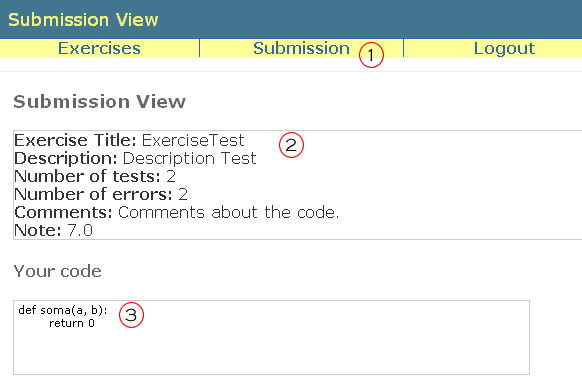 Submission View
Exercises Submission 1 Logout
Submission View
Exercise Title: ExerciseTest 2
Description: Description Test
Number of tests: 2
Number of errors: 2
Comments: Comments about the code.
Note: 7.0
Your code
def soma(a, b): 3
return 0